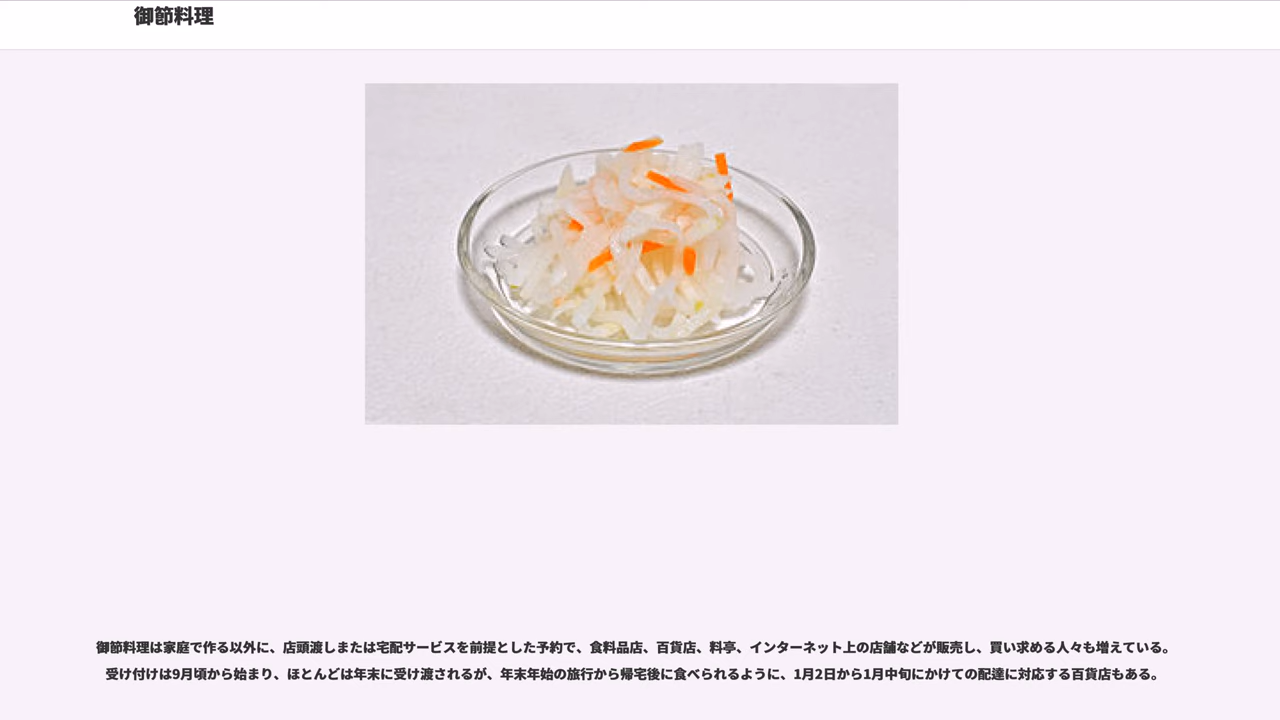 御節料理
御節料理は家庭で作る以外に、店頭渡しまたは宅配サービスを前提とした予約で、食料品店、百貨店、料亭、インターネット上の店舗などが販売し、買い求める人々も増えている。
受け付けは9月頃から始まり、ほとんどは年末に受け渡されるが、年末年始の旅行から帰宅後に食べられるように、1月2日から1月中旬にかけての配達に対応する百貨店もある。